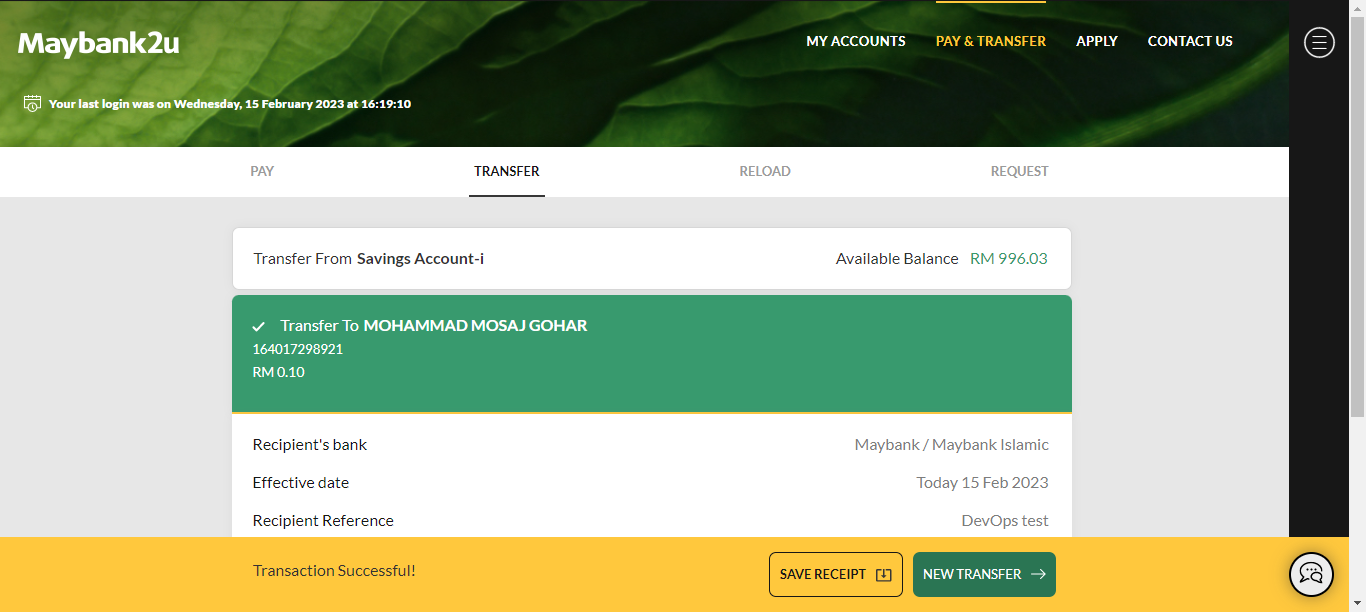 Maybank2u
MY ACCOUNTS PAY & TRANSFER APPLY CONTACT US
Your last login was on Wednesday, 15 February 2023 at 16:19:10
PAY TRANSFER RELOAD REQUEST
Transfer From Savings Account-i Available Balance RM 996.03
Transfer To MOHAMMAD MOSAJ GOHAR
164017298921
RM 0.10
Recipient's bank Maybank / Maybank Islamic
Effective date Today 15 Feb 2023
Recipient Reference DevOps test
Transaction Successful! SAVE RECEIPT NEW TRANSFER